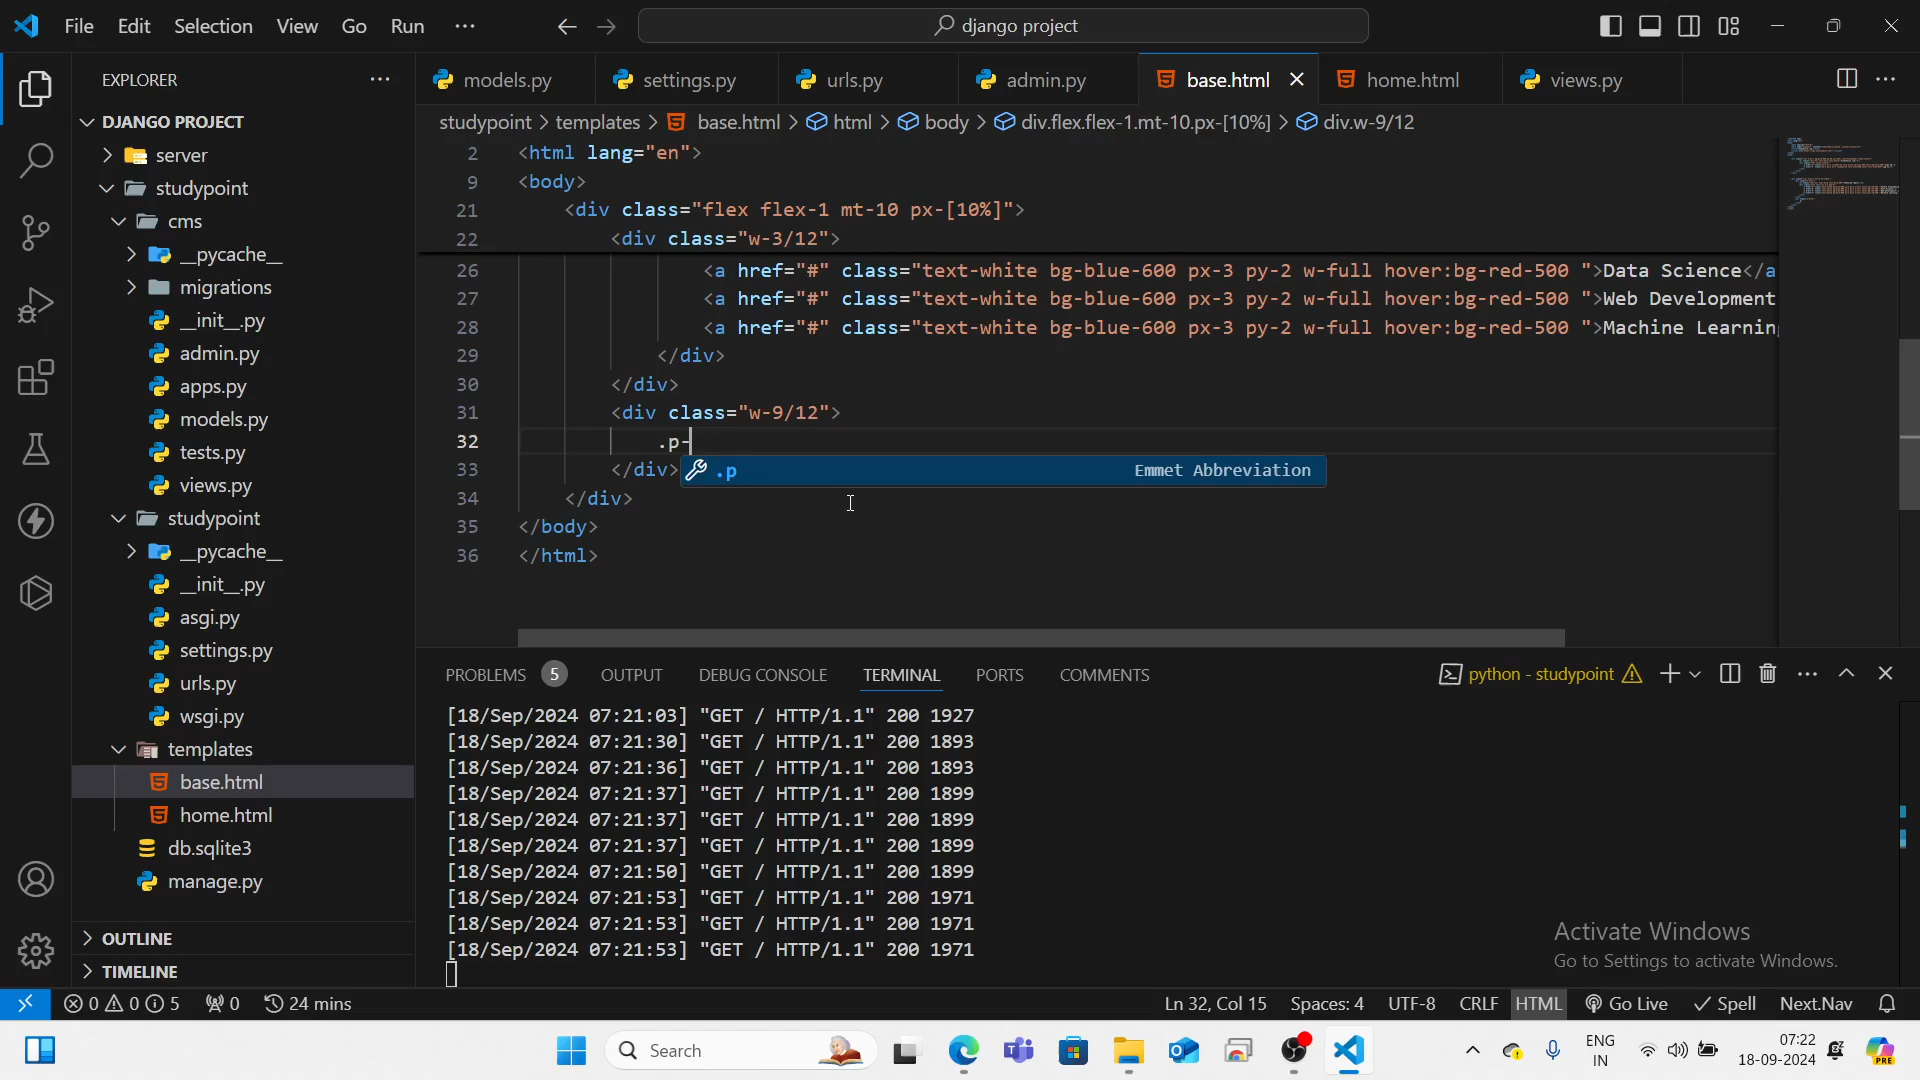 File Edit Selection View Go Run ···
django project
EXPLORER
models.py settings.py urls.py admin.py base.html home.html views.py
studypoint > templates > base.html > html > body > div.flex.flex-1.mt-10.px-[10%] > div.w-9/12
DJANGO PROJECT
server
studypoint
cms
__pycache__
migrations
__init__.py
admin.py
apps.py
models.py
tests.py
views.py
studypoint
__pycache__
__init__.py
asgi.py
settings.py
urls.py
wsgi.py
templates
base.html
home.html
db.sqlite3
manage.py
OUTLINE
TIMELINE
2 <html lang="en">
9 <body>
21 <div class="flex flex-1 mt-10 px-[10%]">
22 <div class="w-3/12">
26 <a href="#" class="text-white bg-blue-600 px-3 py-2 w-full hover:bg-red-500 ">Data Science</a
27 <a href="#" class="text-white bg-blue-600 px-3 py-2 w-full hover:bg-red-500 ">Web Development
28 <a href="#" class="text-white bg-blue-600 px-3 py-2 w-full hover:bg-red-500 ">Machine Learning
29 </div>
30 </div>
31 <div class="w-9/12">
32 .p-
33 </div>
.p Emmet Abbreviation
34 </div>
35 </body>
36 </html>
PROBLEMS 5 OUTPUT DEBUG CONSOLE TERMINAL PORTS COMMENTS
python - studypoint
[18/Sep/2024 07:21:03] "GET / HTTP/1.1" 200 1927
[18/Sep/2024 07:21:30] "GET / HTTP/1.1" 200 1893
[18/Sep/2024 07:21:36] "GET / HTTP/1.1" 200 1893
[18/Sep/2024 07:21:37] "GET / HTTP/1.1" 200 1899
[18/Sep/2024 07:21:37] "GET / HTTP/1.1" 200 1899
[18/Sep/2024 07:21:37] "GET / HTTP/1.1" 200 1899
[18/Sep/2024 07:21:50] "GET / HTTP/1.1" 200 1899
[18/Sep/2024 07:21:53] "GET / HTTP/1.1" 200 1971
[18/Sep/2024 07:21:53] "GET / HTTP/1.1" 200 1971
[18/Sep/2024 07:21:53] "GET / HTTP/1.1" 200 1971
Activate Windows
Go to Settings to activate Windows.
0 0 5 0 24 mins Ln 32, Col 15 Spaces: 4 UTF-8 CRLF HTML Go Live Spell Next.Nav
Search
ENG
IN
07:22
18-09-2024
PRE